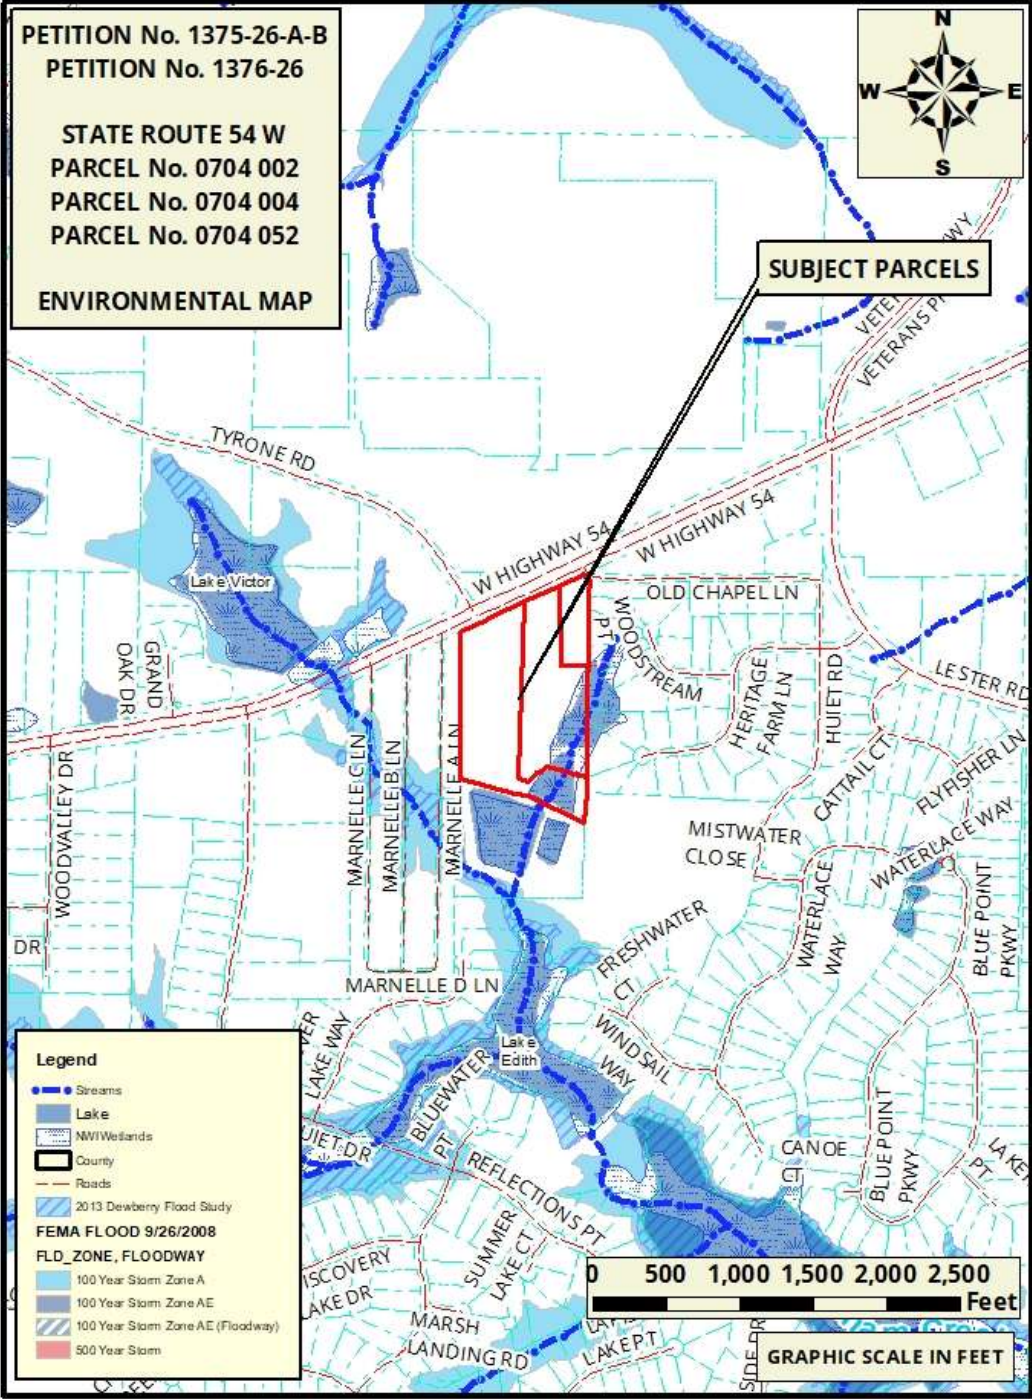 PETITION No. 1375-26-A-B
PETITION No. 1376-26
STATE ROUTE 54 W
PARCEL No. 0704 002
PARCEL No. 0704 004
PARCEL No. 0704 052
ENVIRONMENTAL MAP
N
W
E
S
SUBJECT PARCELS
VETERANS
TYRONE RD
W HIGHWAY 54
W HIGHWAY 54
Lake Victor
OLD CHAPEL LN
WOODSTREAM
PT
GRAND
OAK DR
HERITAGE
FARM LN
HUIET RD
LESTER RD
WOODVALLEY DR
MARNELLE C LN
MARNELLE B LN
MARNELLE A LN
CATTAIL CT
FLYFISHER LN
MISTWATER
CLOSE
WATERLACE WAY
WATERLACE
WAY
BLUE POINT
PKWY
DR
FRESHWATER
CT
MARNELLE D LN
LAKE WAY
Lake
Edith
WINDSAIL
WAY
BLUEWATER
PT
REFLECTIONS PT
CANOE
CT
BLUE POINT
PKWY
PT
SUMMER
LAKE CT
LAKE DR
MARSH
LANDING RD
LAKE PT
Legend
Streams
Lake
NWI Wetlands
County
Roads
2013 Dewberry Flood Study
FEMA FLOOD 9/26/2008
FLD_ZONE, FLOODWAY
100 Year Storm Zone A
100 Year Storm Zone AE
100 Year Storm Zone AE (Floodway)
500 Year Storm
0 500 1,000 1,500 2,000 2,500
Feet
GRAPHIC SCALE IN FEET